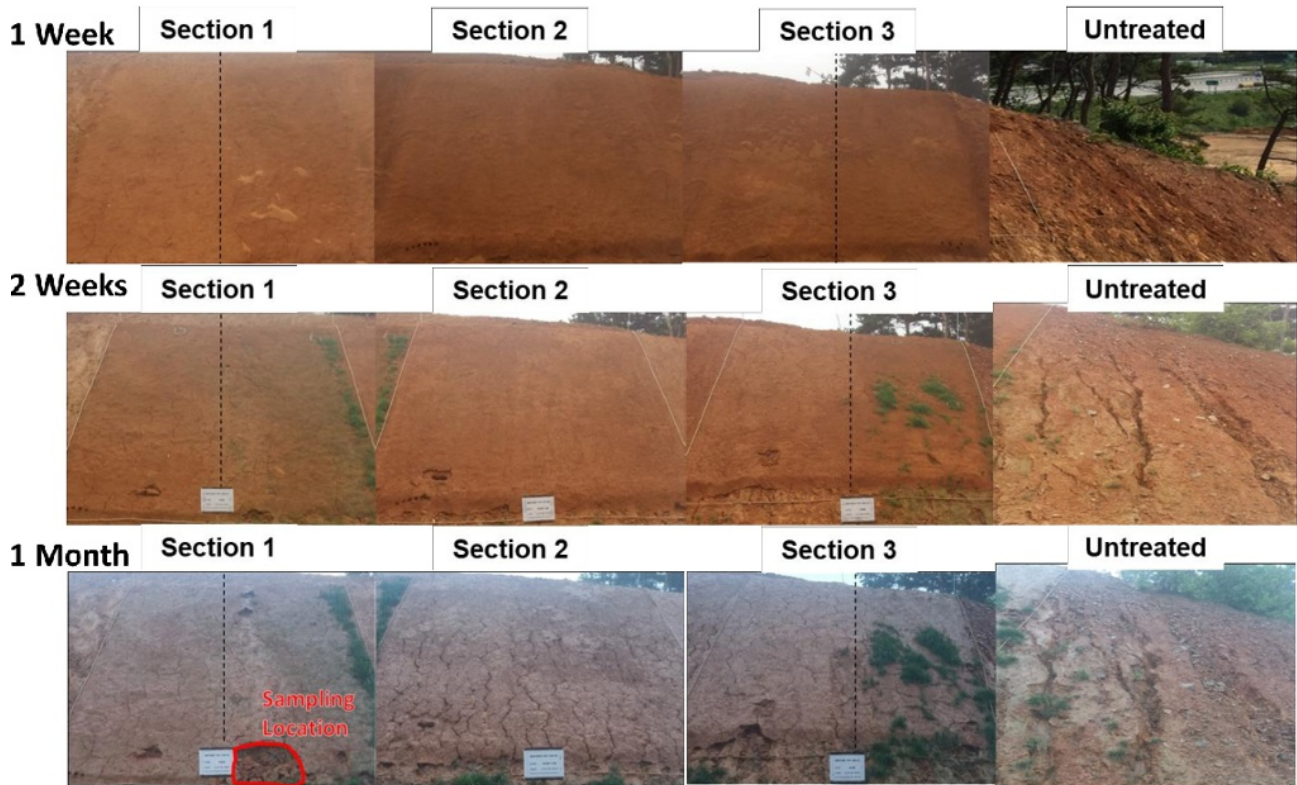 1 Week
Section 1
Section 2
Section 3
Untreated
2 Weeks
Section 1
Section 2
Section 3
Untreated
1 Month
Section 1
Section 2
Section 3
Untreated
Sampling
Location